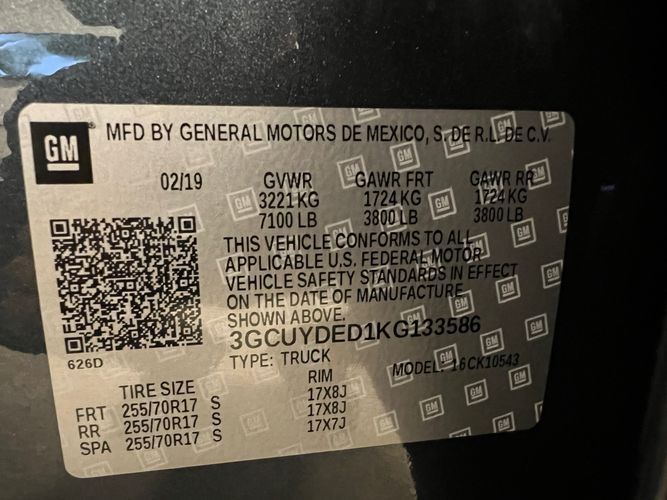 GM MFD BY GENERAL MOTORS DE MEXICO, S. DE R.L. DE C.V.
02/19 GVWR GAWR FRT GAWR RR
3221 KG 1724 KG 1724 KG
7100 LB 3800 LB 3800 LB
THIS VEHICLE CONFORMS TO ALL
APPLICABLE U.S. FEDERAL MOTOR
VEHICLE SAFETY STANDARDS IN EFFECT
ON THE DATE OF MANUFACTURE
SHOWN ABOVE.
3GCUYDED1KG133586
626D TYPE: TRUCK MODEL: 16CK10543
TIRE SIZE RIM
FRT 255/70R17 S 17X8J
RR 255/70R17 S 17X8J
SPA 255/70R17 S 17X7J